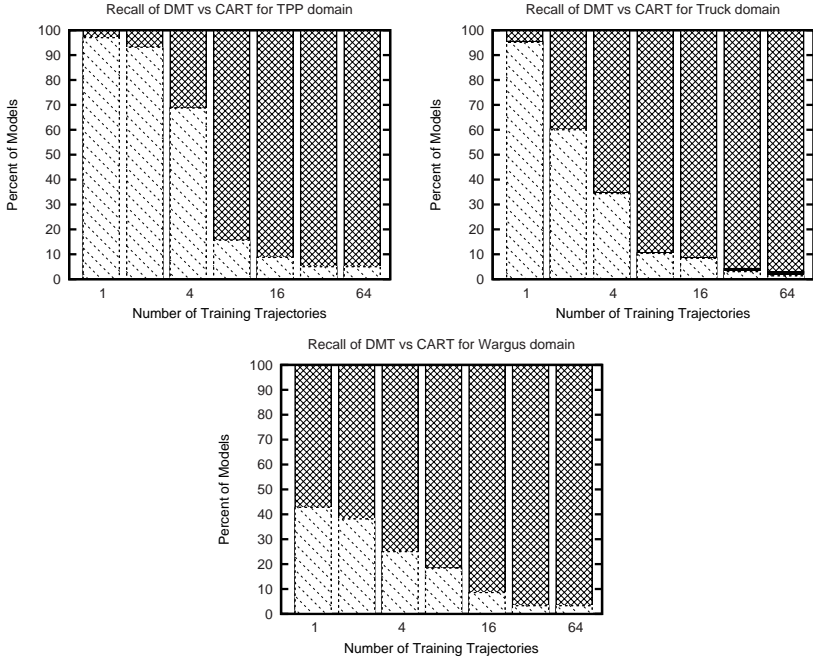 Recall of DMT vs CART for TPP domain
100
90
80
70
60
50
40
30
20
10
0
Percent of Models
1 4 16 64
Number of Training Trajectories
Recall of DMT vs CART for Truck domain
100
90
80
70
60
50
40
30
20
10
0
Percent of Models
1 4 16 64
Number of Training Trajectories
Recall of DMT vs CART for Wargus domain
100
90
80
70
60
50
40
30
20
10
0
Percent of Models
1 4 16 64
Number of Training Trajectories